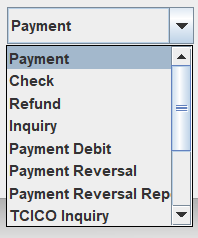 Payment
Payment
Check
Refund
Inquiry
Payment Debit
Payment Reversal
Payment Reversal Rep
TCICO Inquiry